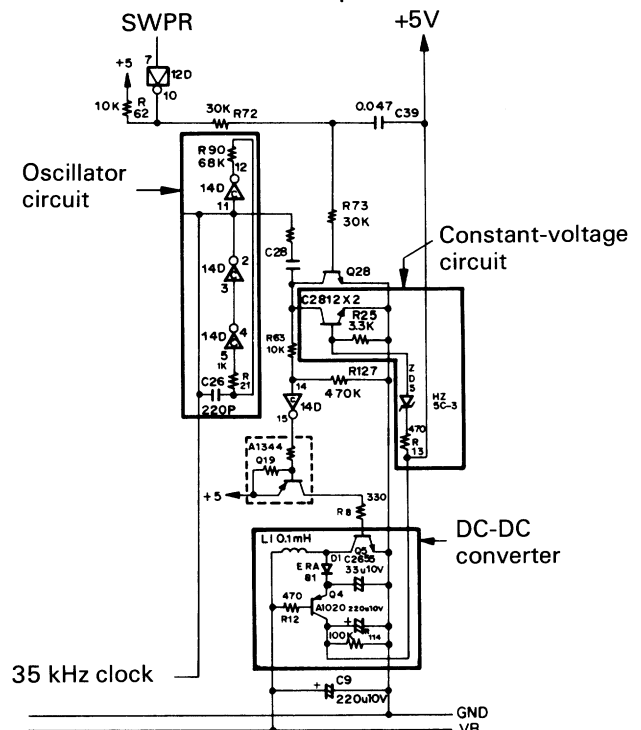 SWPR
+5V
7
12D
+5
10
10K R
62
30K R72
0.047 C39
R90
68K
12
14D
11
Oscillator
circuit
R73
30K
Constant-voltage
circuit
C28
14D 2
3
Q28
C2812 X 2
R25
3.3K
14D 4
5
R63
10K
1K
R
21
C26
220P
R127
470K
14
14D
15
Z
D
5
HZ
5C-3
470
R
13
A1344
Q19
+5
330
R8
L1 0.1mH
DC-DC
converter
D1
Q5
C2655
ERA
81
33u10V
Q4
470
R12
A1020
220u10V
+
100K
R
114
35 kHz clock
+ C9
220u10V
GND
VB